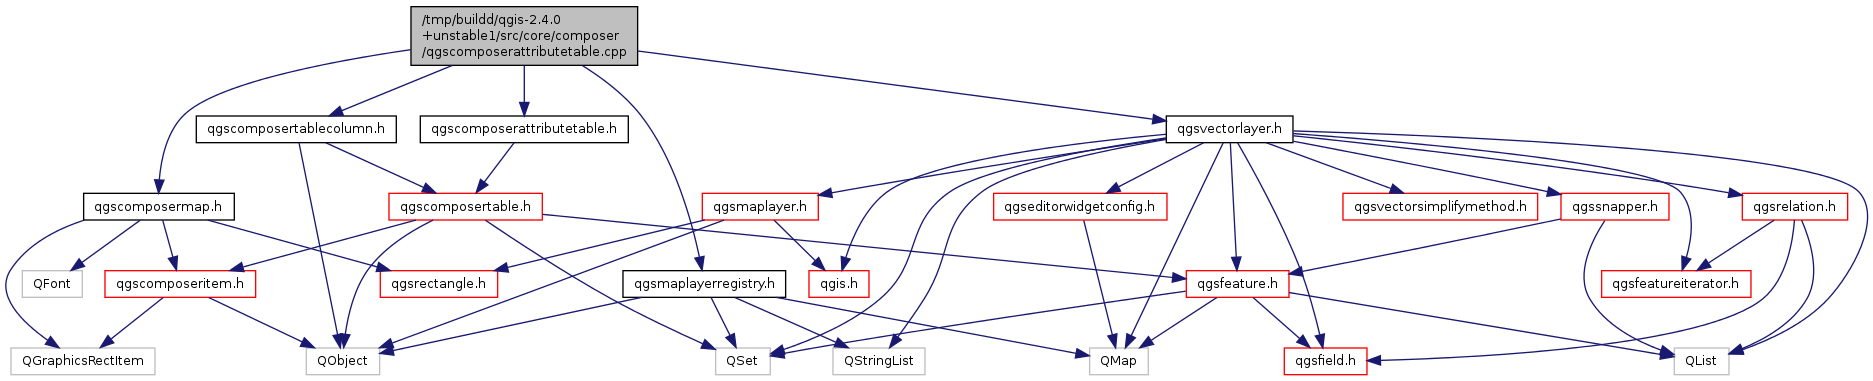 /tmp/buildd/qgis-2.4.0
+unstable1/src/core/composer
/qgscomposerattributetable.cpp
qgscomposertablecolumn.h
qgscomposerattributetable.h
qgsvectorlayer.h
qgscomposermap.h
qgscomposertable.h
qgsmaplayer.h
qgseditorwidgetconfig.h
qgsvectorsimplifymethod.h
qgssnapper.h
qgsrelation.h
QFont
qgscomposeritem.h
qgsrectangle.h
qgsmaplayerregistry.h
qgis.h
qgsfeature.h
qgsfeatureiterator.h
QGraphicsRectItem
QObject
QSet
QStringList
QMap
qgsfield.h
QList